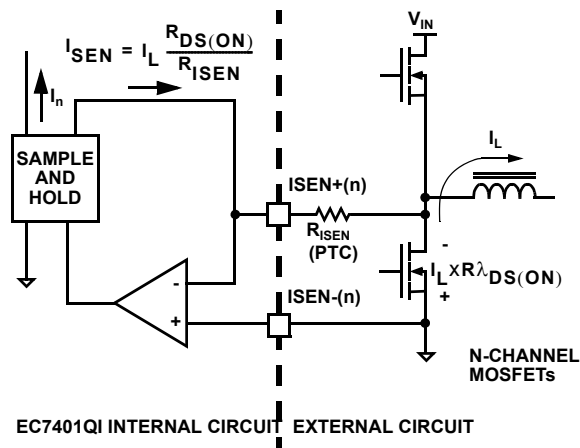 I_SEN = I_L R_DS(ON) / R_ISEN
V_IN
I_n
SAMPLE
AND
HOLD
I_L
ISEN+(n)
R_ISEN
(PTC)
-
I_L x Rλ_DS(ON)
+
-
+
ISEN-(n)
N-CHANNEL
MOSFETs
EC7401QI INTERNAL CIRCUIT
EXTERNAL CIRCUIT